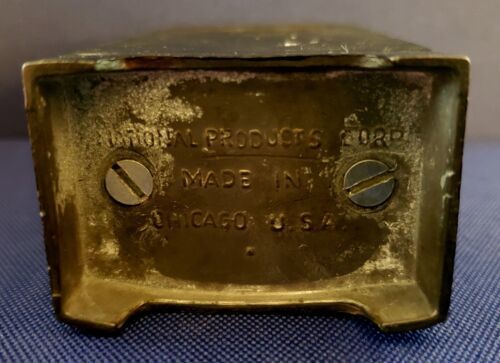 NATIONAL PRODUCTS CORP
MADE IN
CHICAGO U.S.A.